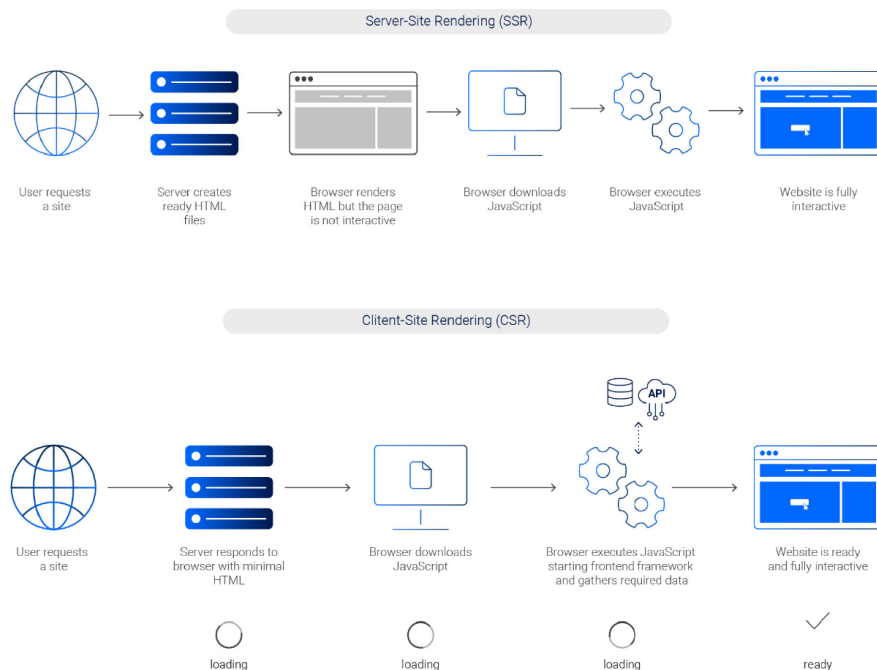 Server-Site Rendering (SSR)
User requests
a site
Server creates
ready HTML
files
Browser renders
HTML but the page
is not interactive
Browser downloads
JavaScript
Browser executes
JavaScript
Website is fully
interactive
Clitent-Site Rendering (CSR)
API
User requests
a site
Server responds to
browser with minimal
HTML
Browser downloads
JavaScript
Browser executes JavaScript
starting frontend framework
and gathers required data
Website is ready
and fully interactive
loading
loading
loading
ready